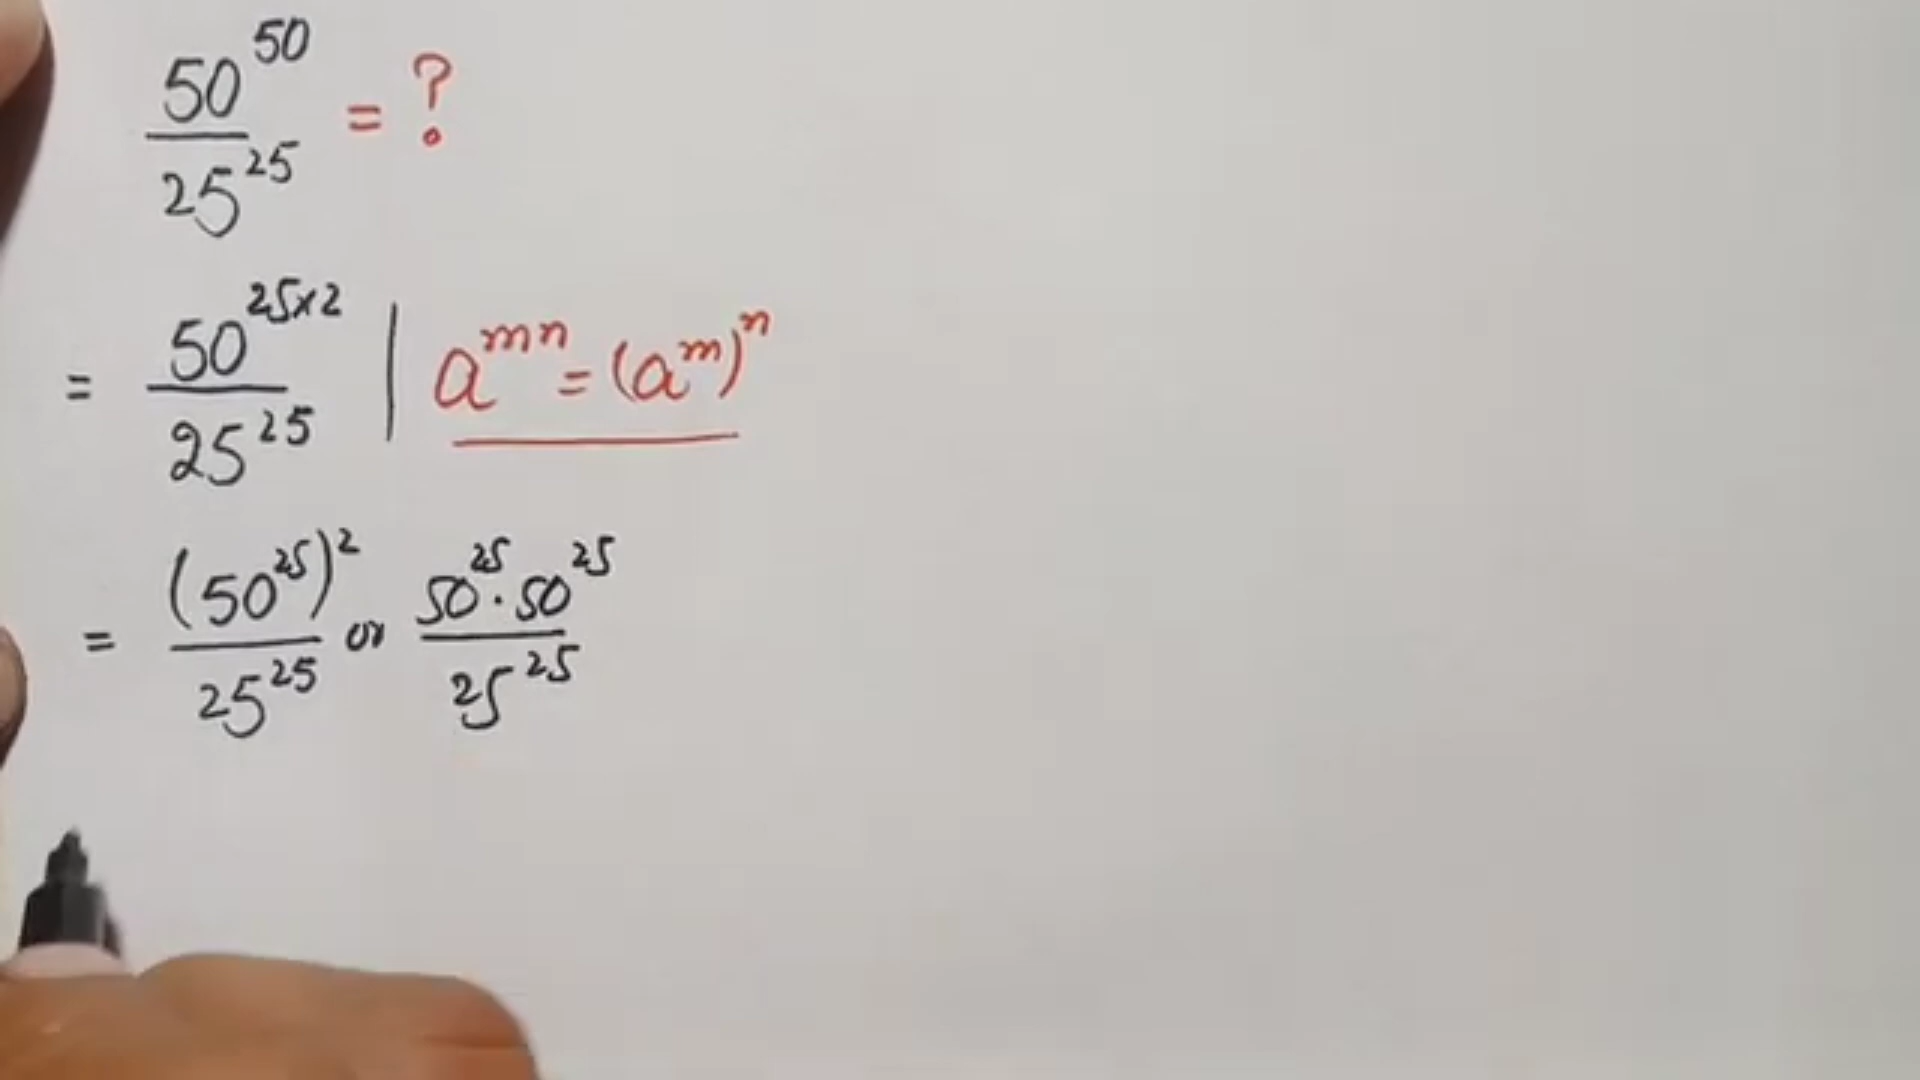 50^50 / 25^25 = ?
= 50^25×2 / 25^25 | a^mn = (a^m)^n
= (50^25)^2 / 25^25 or 50^25 · 50^25 / 25^25